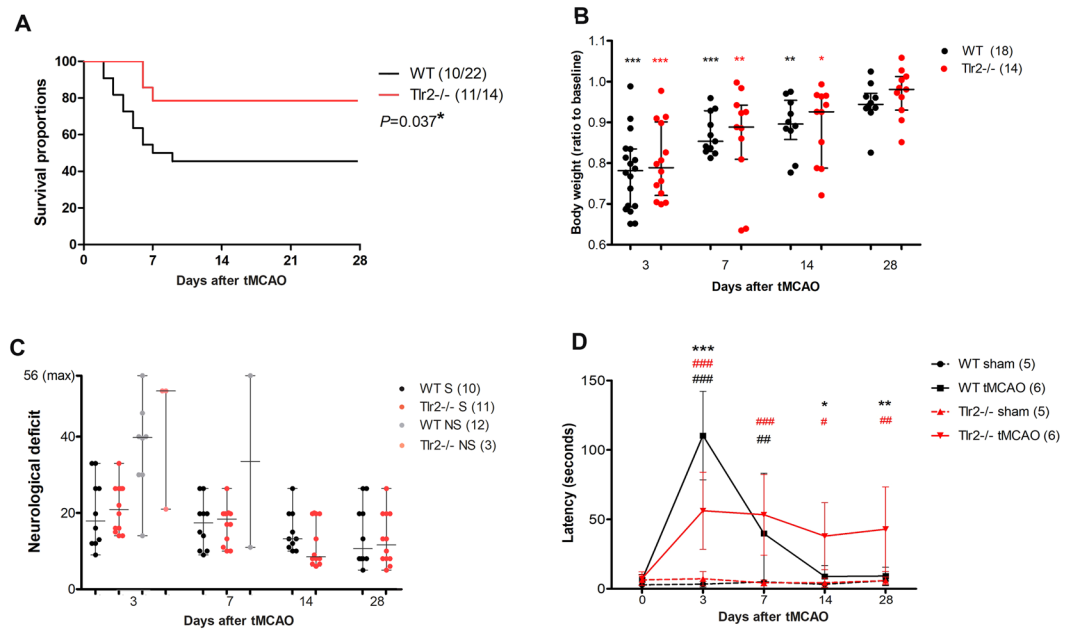 A
Survival proportions
100
80
60
40
20
0
0 7 14 21 28
Days after tMCAO
WT (10/22)
Tlr2-/- (11/14)
P=0.037*
B
Body weight (ratio to baseline)
1.1
1.0
0.9
0.8
0.7
0.6
*** *** *** ** ** *
3 7 14 28
Days after tMCAO
WT (18)
Tlr2-/- (14)
C
Neurological deficit
56 (max)
40
20
0
3 7 14 28
Days after tMCAO
WT S (10)
Tlr2-/- S (11)
WT NS (12)
Tlr2-/- NS (3)
D
Latency (seconds)
150
100
50
0
*** * **
### ### # ##
### ##
0 3 7 14 28
Days after tMCAO
WT sham (5)
WT tMCAO (6)
Tlr2-/- sham (5)
Tlr2-/- tMCAO (6)